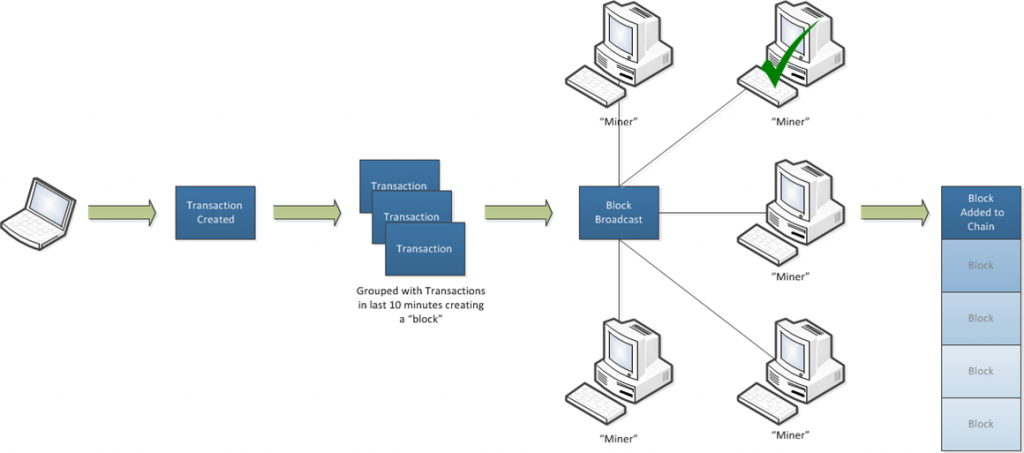 Transaction
Created
Transaction
Transaction
Transaction
Grouped with Transactions
in last 10 minutes creating
a “block”
Block
Broadcast
“Miner”
“Miner”
“Miner”
“Miner”
“Miner”
Block
Added to
Chain
Block
Block
Block
Block